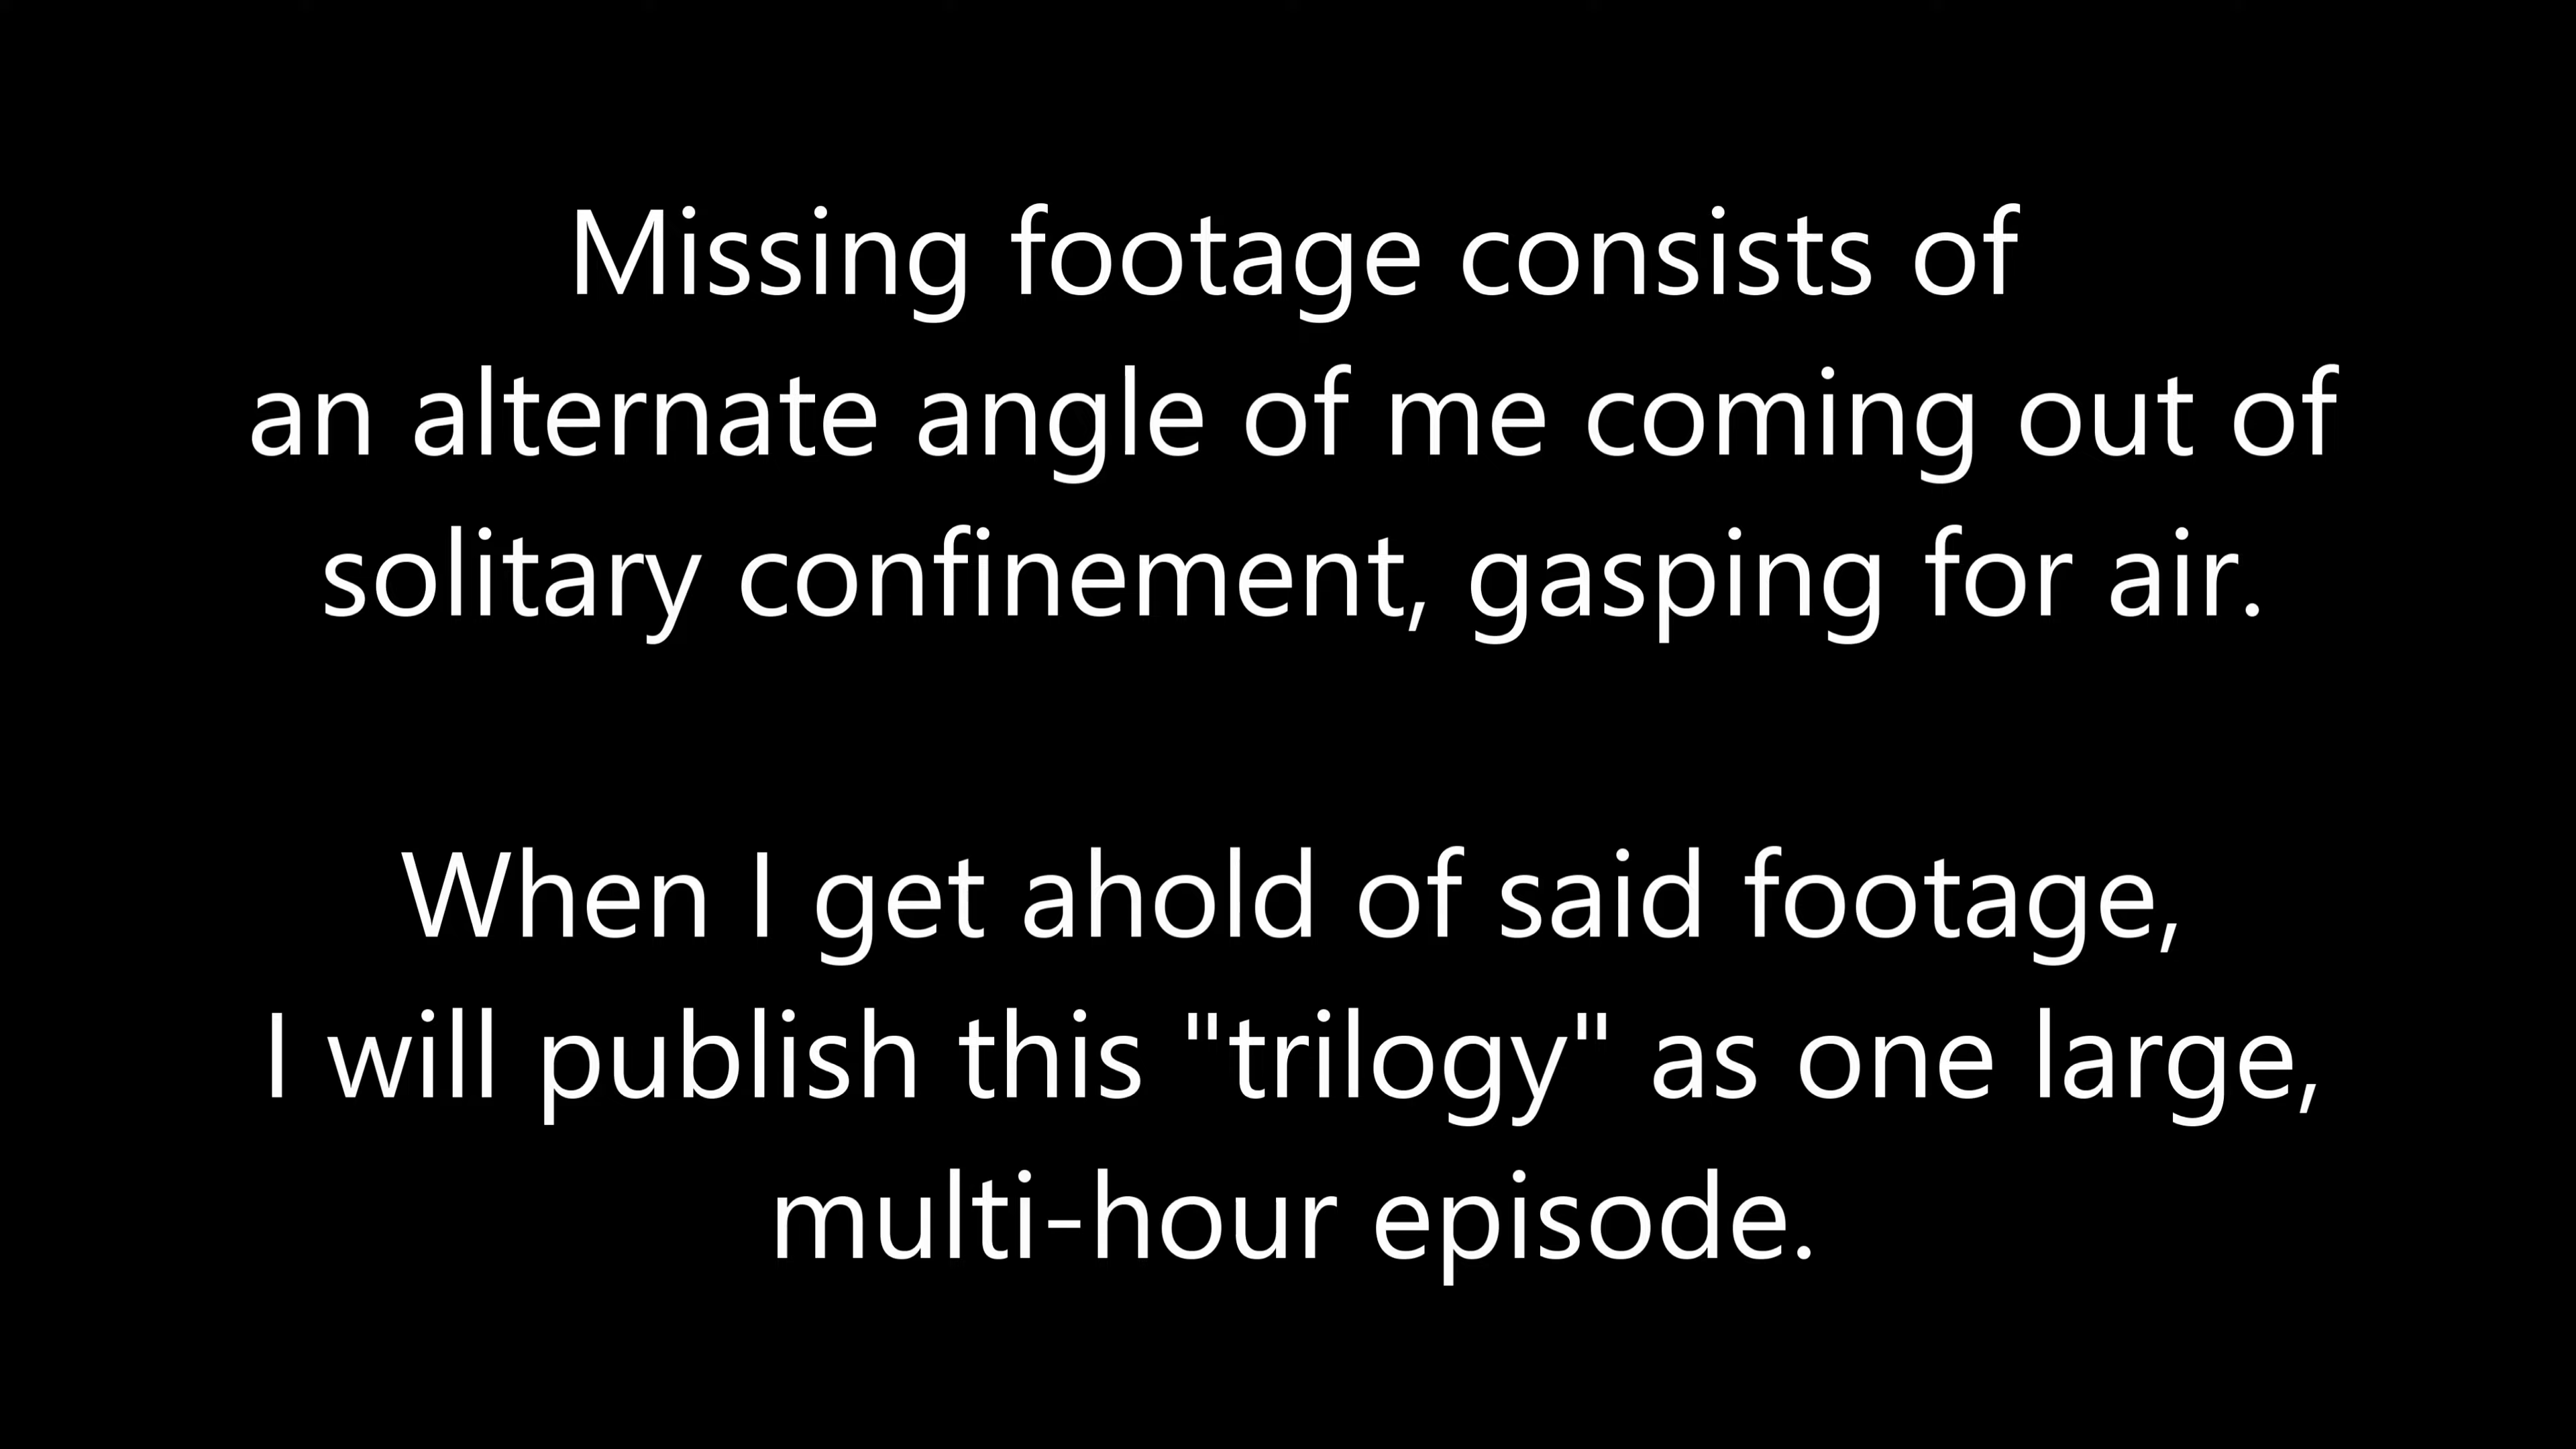 Missing footage consists of
an alternate angle of me coming out of
solitary confinement, gasping for air.
When I get ahold of said footage,
I will publish this "trilogy" as one large,
multi-hour episode.